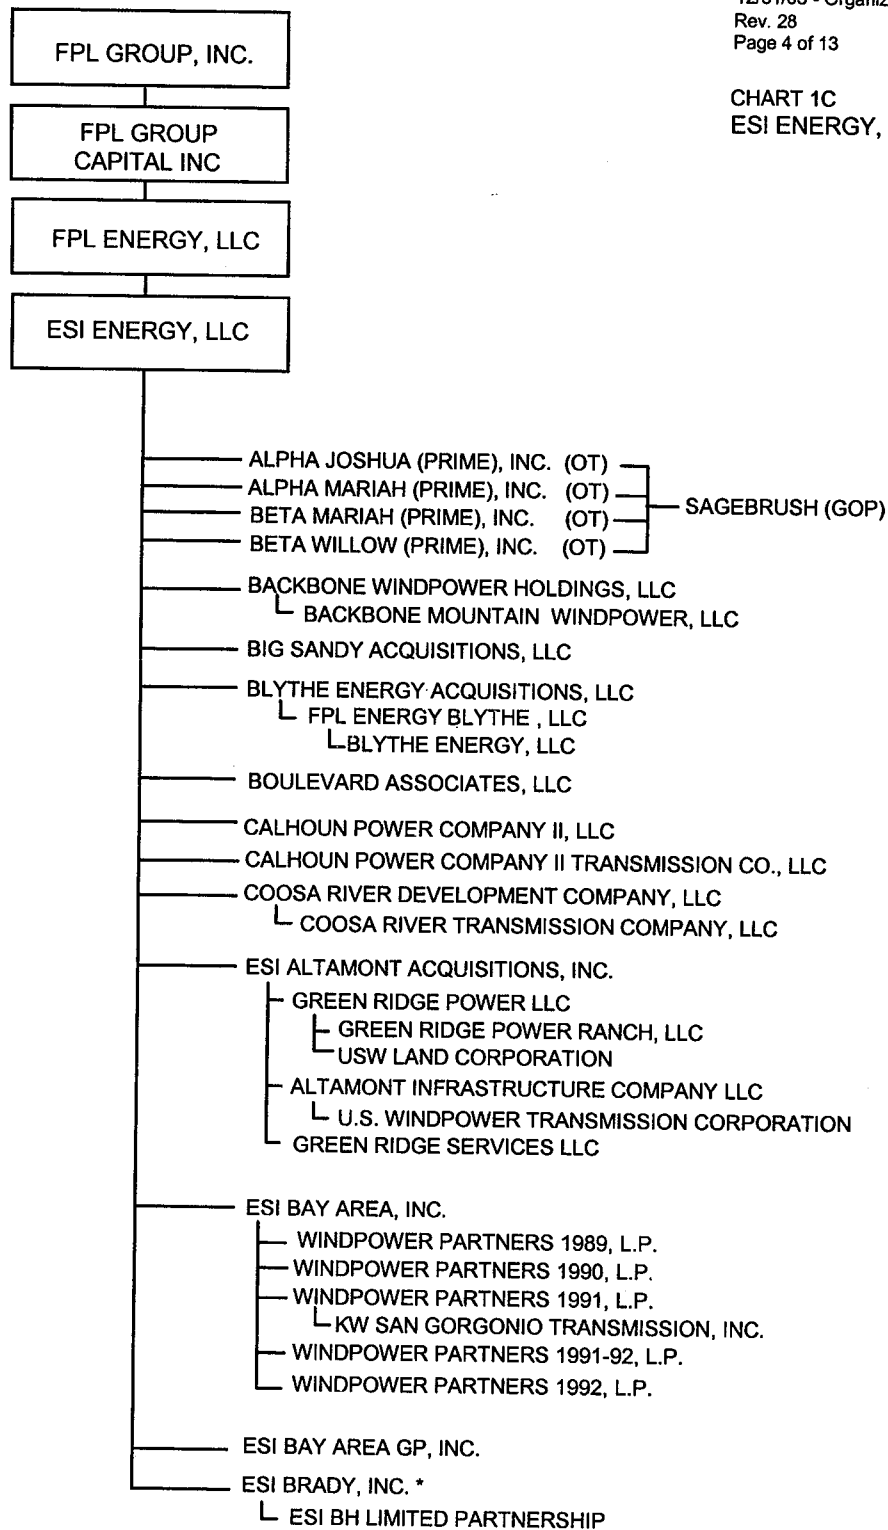 Rev. 28
Page 4 of 13
CHART 1C
ESI ENERGY,
FPL GROUP, INC.
FPL GROUP
CAPITAL INC
FPL ENERGY, LLC
ESI ENERGY, LLC
ALPHA JOSHUA (PRIME), INC. (OT)
ALPHA MARIAH (PRIME), INC. (OT)
BETA MARIAH (PRIME), INC. (OT)
BETA WILLOW (PRIME), INC. (OT)
SAGEBRUSH (GOP)
BACKBONE WINDPOWER HOLDINGS, LLC
BACKBONE MOUNTAIN WINDPOWER, LLC
BIG SANDY ACQUISITIONS, LLC
BLYTHE ENERGY ACQUISITIONS, LLC
FPL ENERGY BLYTHE , LLC
BLYTHE ENERGY, LLC
BOULEVARD ASSOCIATES, LLC
CALHOUN POWER COMPANY II, LLC
CALHOUN POWER COMPANY II TRANSMISSION CO., LLC
COOSA RIVER DEVELOPMENT COMPANY, LLC
COOSA RIVER TRANSMISSION COMPANY, LLC
ESI ALTAMONT ACQUISITIONS, INC.
GREEN RIDGE POWER LLC
GREEN RIDGE POWER RANCH, LLC
USW LAND CORPORATION
ALTAMONT INFRASTRUCTURE COMPANY LLC
U.S. WINDPOWER TRANSMISSION CORPORATION
GREEN RIDGE SERVICES LLC
ESI BAY AREA, INC.
WINDPOWER PARTNERS 1989, L.P.
WINDPOWER PARTNERS 1990, L.P.
WINDPOWER PARTNERS 1991, L.P.
KW SAN GORGONIO TRANSMISSION, INC.
WINDPOWER PARTNERS 1991-92, L.P.
WINDPOWER PARTNERS 1992, L.P.
ESI BAY AREA GP, INC.
ESI BRADY, INC. *
ESI BH LIMITED PARTNERSHIP